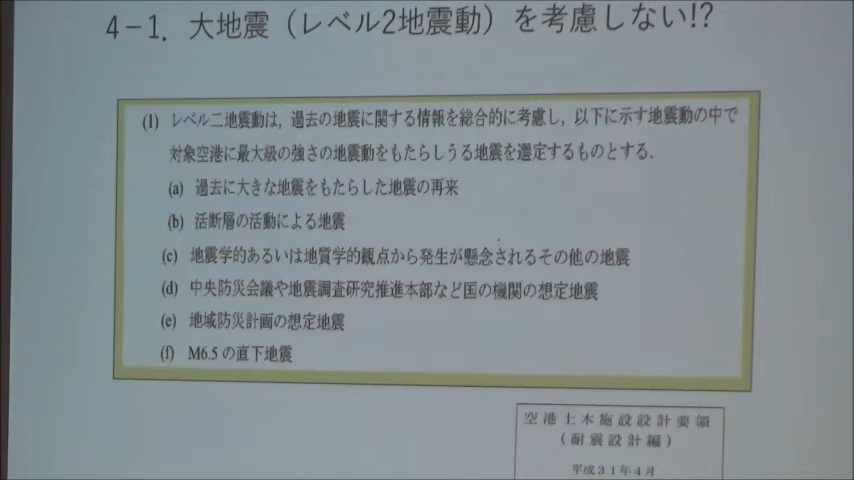 4－1．大地震（レベル2地震動）を考慮しない!?
(1) レベル二地震動は，過去の地震に関する情報を総合的に考慮し，以下に示す地震動の中で
対象空港に最大級の強さの地震動をもたらしうる地震を選定するものとする．
(a) 過去に大きな地震をもたらした地震の再来
(b) 活断層の活動による地震
(c) 地震学的あるいは地質学的観点から発生が懸念されるその他の地震
(d) 中央防災会議や地震調査研究推進本部など国の機関の想定地震
(e) 地域防災計画の想定地震
(f) M6.5の直下地震
空港土木施設設計要領
（耐震設計編）
平成31年4月